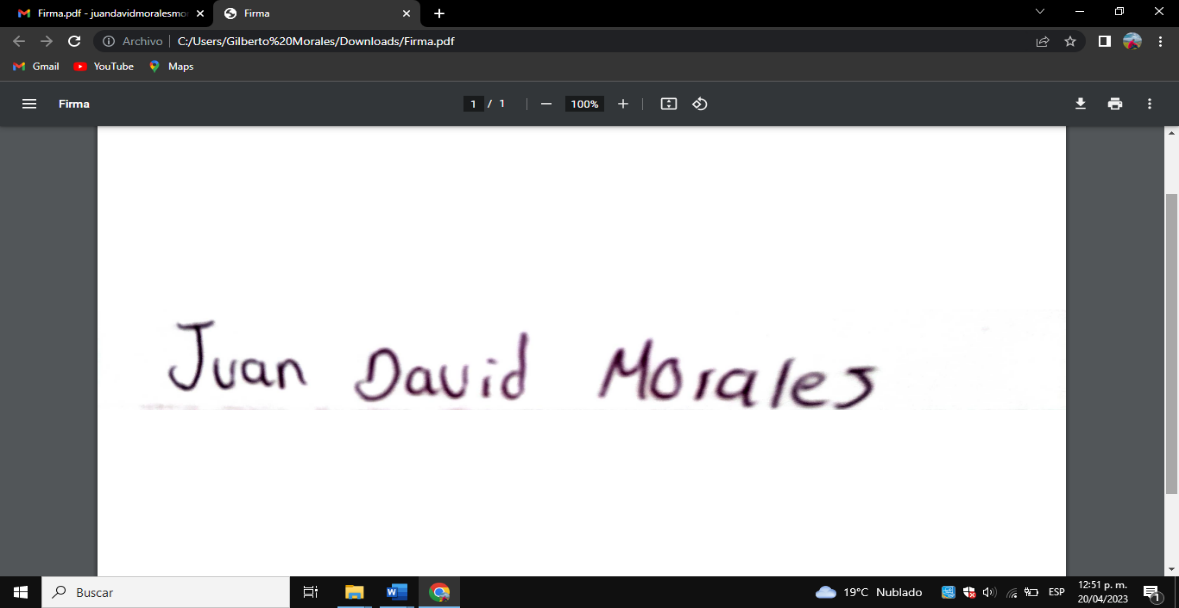 Firma.pdf - juandavidmoralesmo
Firma
Archivo | C:/Users/Gilberto%20Morales/Downloads/Firma.pdf
Gmail YouTube Maps
Firma 1 / 1 100%
Juan David Morales
Buscar 19°C Nublado ESP 12:51 p. m.
20/04/2023
1